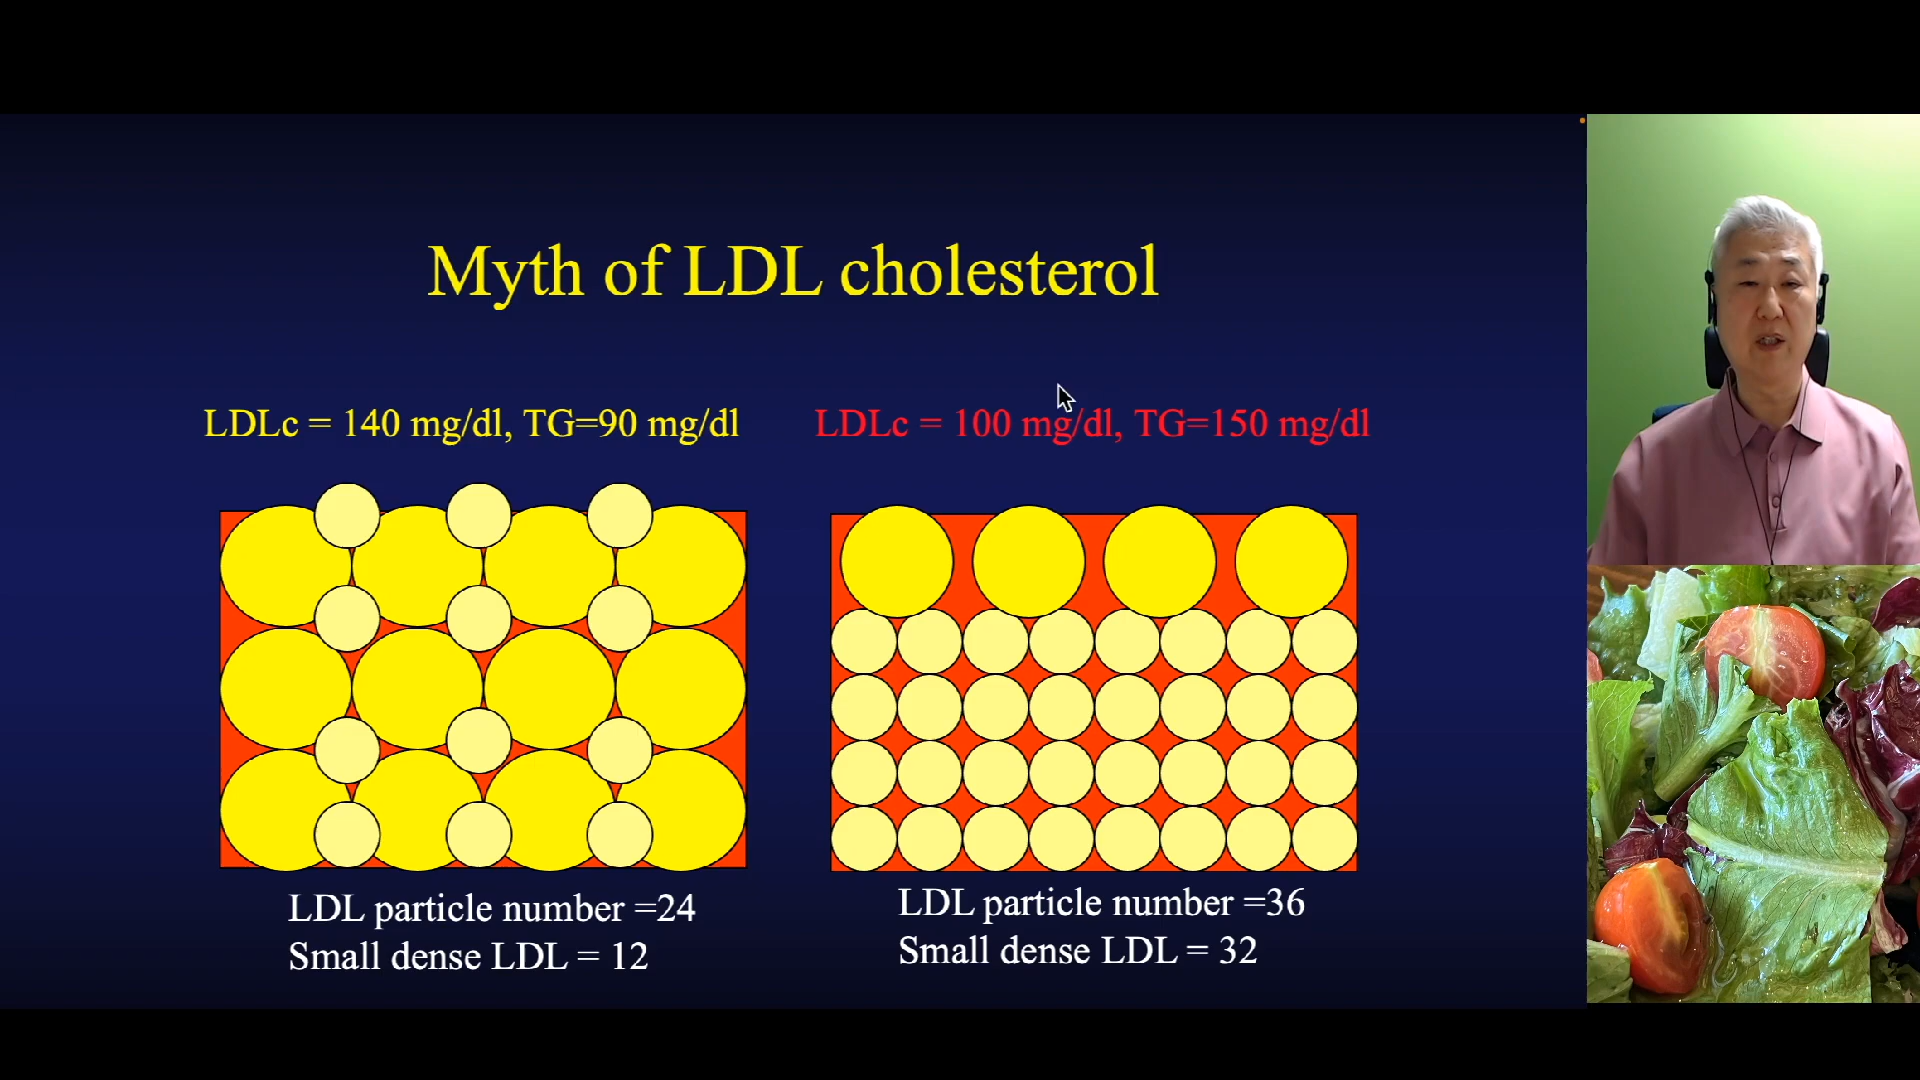 Myth of LDL cholesterol
LDLc = 140 mg/dl, TG=90 mg/dl
LDLc = 100 mg/dl, TG=150 mg/dl
LDL particle number =24
Small dense LDL = 12
LDL particle number =36
Small dense LDL = 32